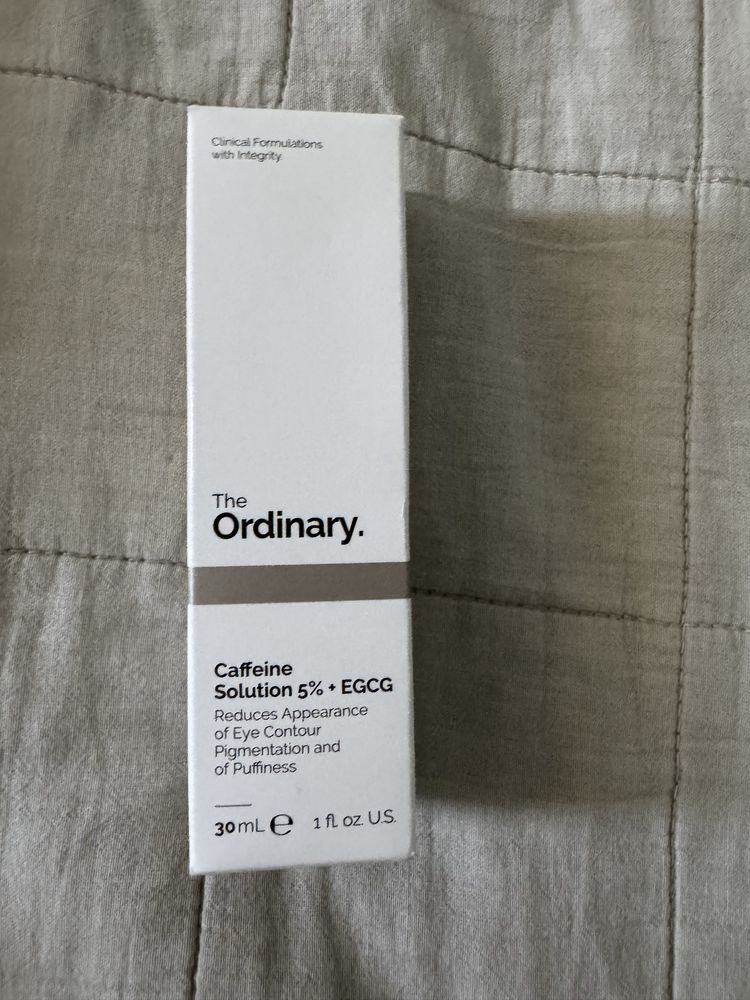 Clinical Formulations
with Integrity.
The
Ordinary.
Caffeine
Solution 5% + EGCG
Reduces Appearance
of Eye Contour
Pigmentation and
of Puffiness
30 mL ℮ 1 fl. oz. U.S.